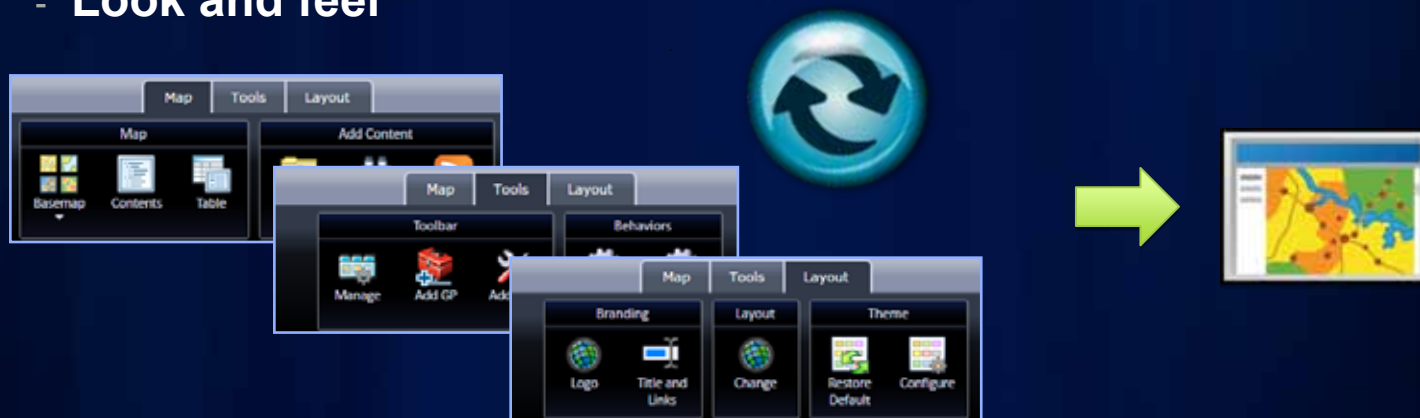 - Look and feel
Map Tools Layout
Map Add Content
Basemap Contents Table
Map Tools Layout
Toolbar Behaviors
Manage Add GP
Map Tools Layout
Branding Layout Theme
Logo Title and Links Change Restore Default Configure